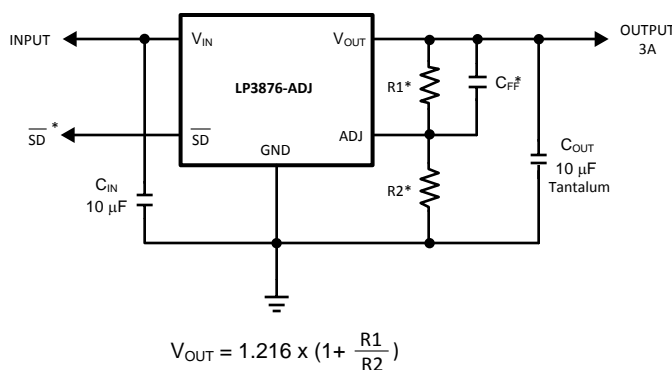 INPUT
V_IN
V_OUT
OUTPUT
3A
LP3876-ADJ
R1*
C_FF*
SD *
SD
ADJ
GND
C_IN
10 μF
R2*
C_OUT
10 μF
Tantalum
V_OUT = 1.216 x (1+ R1/R2)